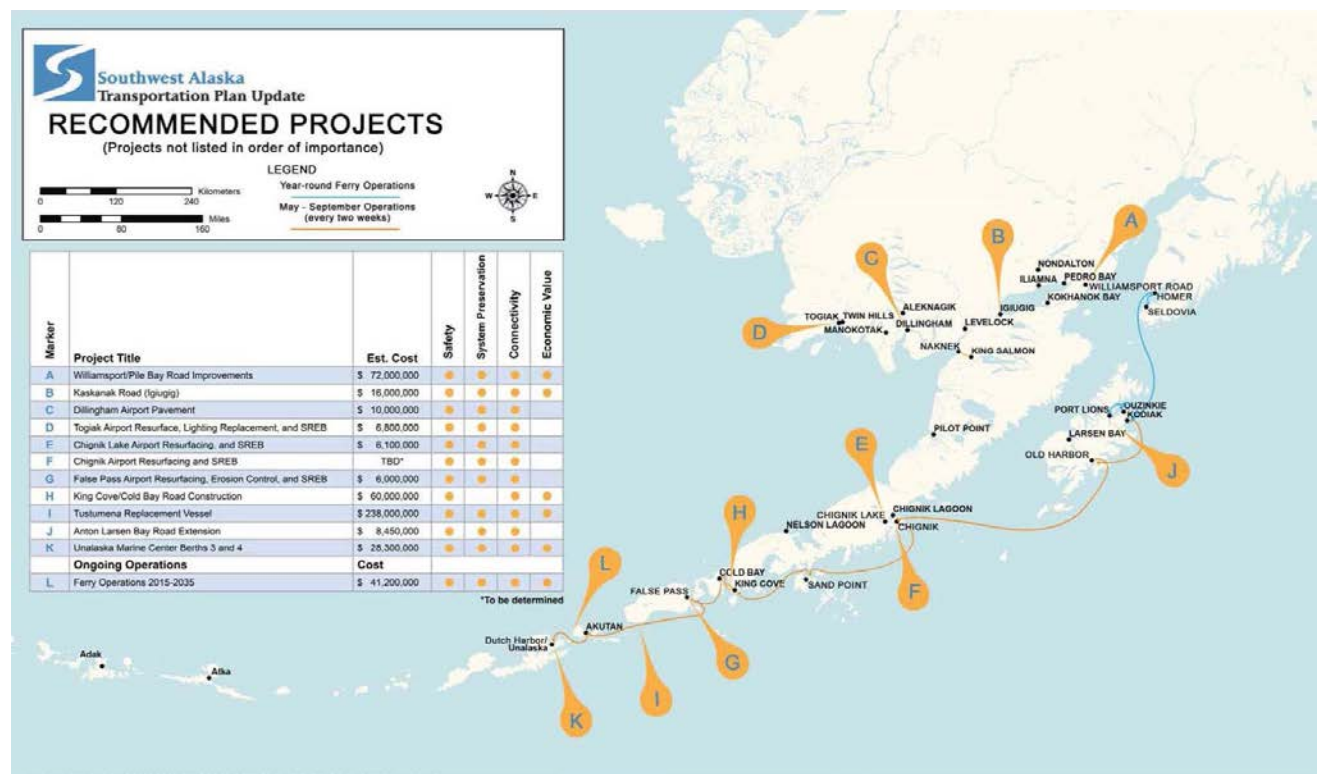 Southwest Alaska
Transportation Plan Update
RECOMMENDED PROJECTS
(Projects not listed in order of importance)
LEGEND
Year-round Ferry Operations
May - September Operations
(every two weeks)
0 120 240 Kilometers
0 80 160 Miles
N
W E
S
Marker Project Title Est. Cost Safety System Preservation Connectivity Economic Value
A Williamsport/Pile Bay Road Improvements $ 72,000,000
B Kaskanak Road (Igiugig) $ 16,000,000
C Dillingham Airport Pavement $ 10,000,000
D Togiak Airport Resurface, Lighting Replacement, and SREB $ 6,800,000
E Chignik Lake Airport Resurfacing, and SREB $ 6,100,000
F Chignik Airport Resurfacing and SREB TBD*
G False Pass Airport Resurfacing, Erosion Control, and SREB $ 6,000,000
H King Cove/Cold Bay Road Construction $ 60,000,000
I Tustumena Replacement Vessel $ 238,000,000
J Anton Larsen Bay Road Extension $ 8,450,000
K Unalaska Marine Center Berths 3 and 4 $ 28,300,000
Ongoing Operations Cost
L Ferry Operations 2015-2035 $ 41,200,000
*To be determined
A
B
C
D
NONDALTON
ILIAMNA
PEDRO BAY
WILLIAMSPORT ROAD
KOKHANOK BAY
HOMER
SELDOVIA
IGIUGIG
ALEKNAGIK
TOGIAK
TWIN HILLS
MANOKOTAK
DILLINGHAM
LEVELOCK
NAKNEK
KING SALMON
PORT LIONS
OUZINKIE
KODIAK
PILOT POINT
LARSEN BAY
OLD HARBOR
E
J
CHIGNIK LAGOON
CHIGNIK LAKE
CHIGNIK
NELSON LAGOON
H
L
COLD BAY
KING COVE
SAND POINT
FALSE PASS
F
AKUTAN
Dutch Harbor/
Unalaska
G
I
K
Adak
Atka